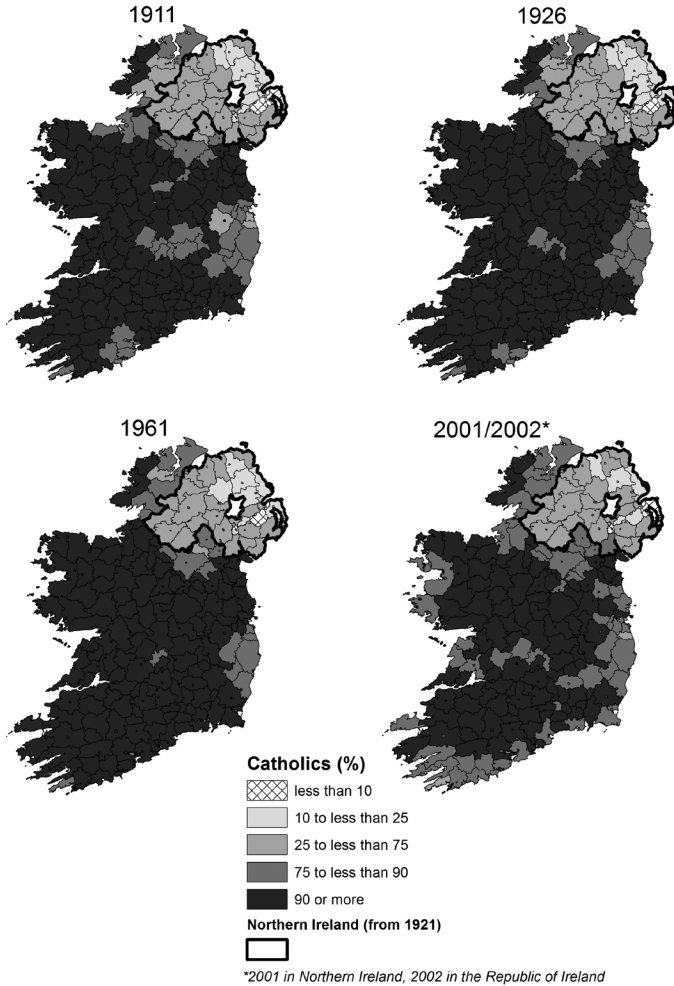 1911
1926
1961
2001/2002*
Catholics (%)
less than 10
10 to less than 25
25 to less than 75
75 to less than 90
90 or more
Northern Ireland (from 1921)
*2001 in Northern Ireland, 2002 in the Republic of Ireland